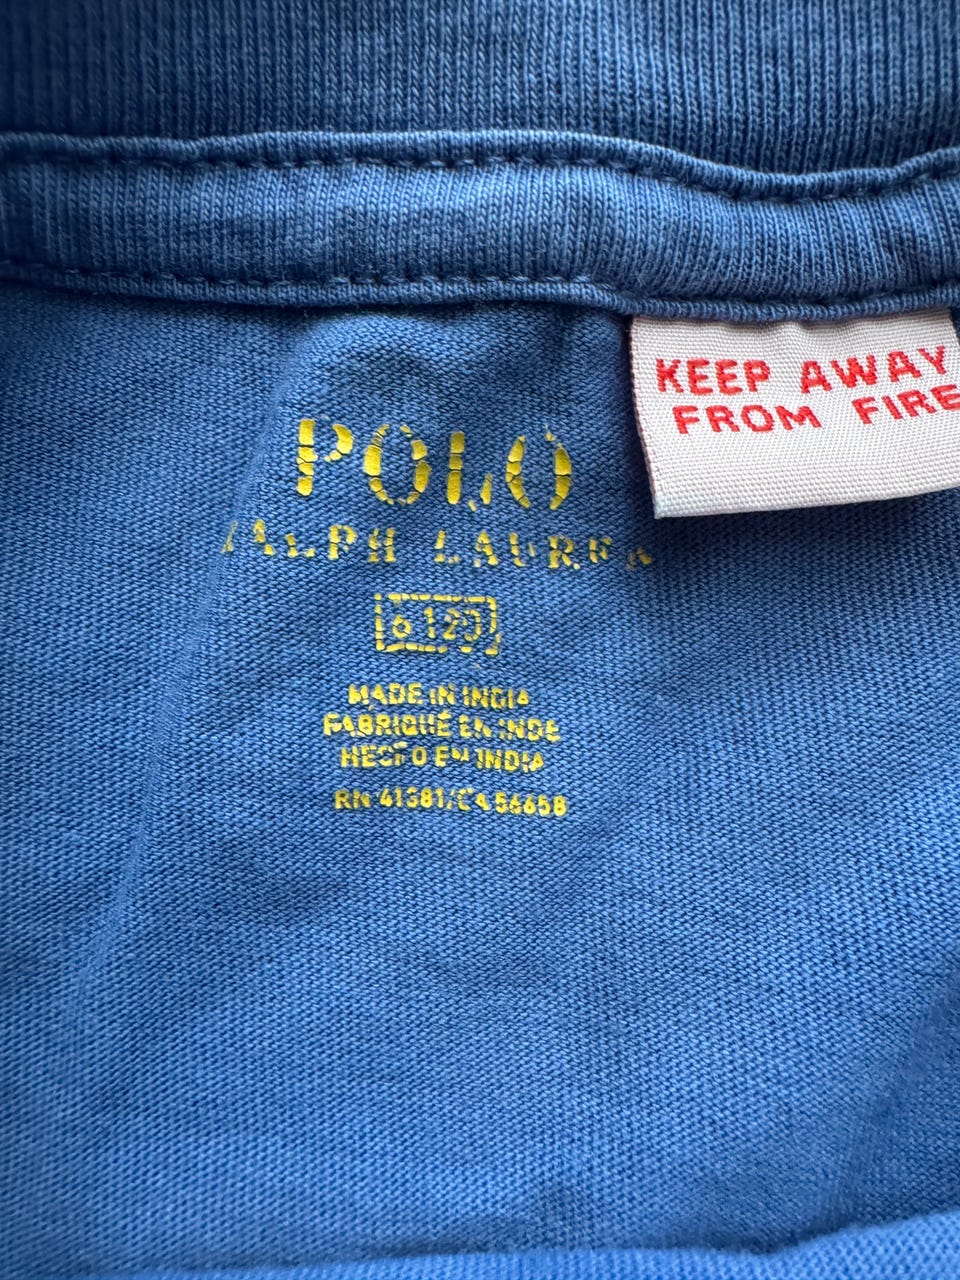 KEEP AWAY
FROM FIRE
POLO
RALPH LAUREN
6 120
MADE IN INDIA
FABRIQUÉ EN INDE
HECHO EN INDIA
RN 41381/CA 56658